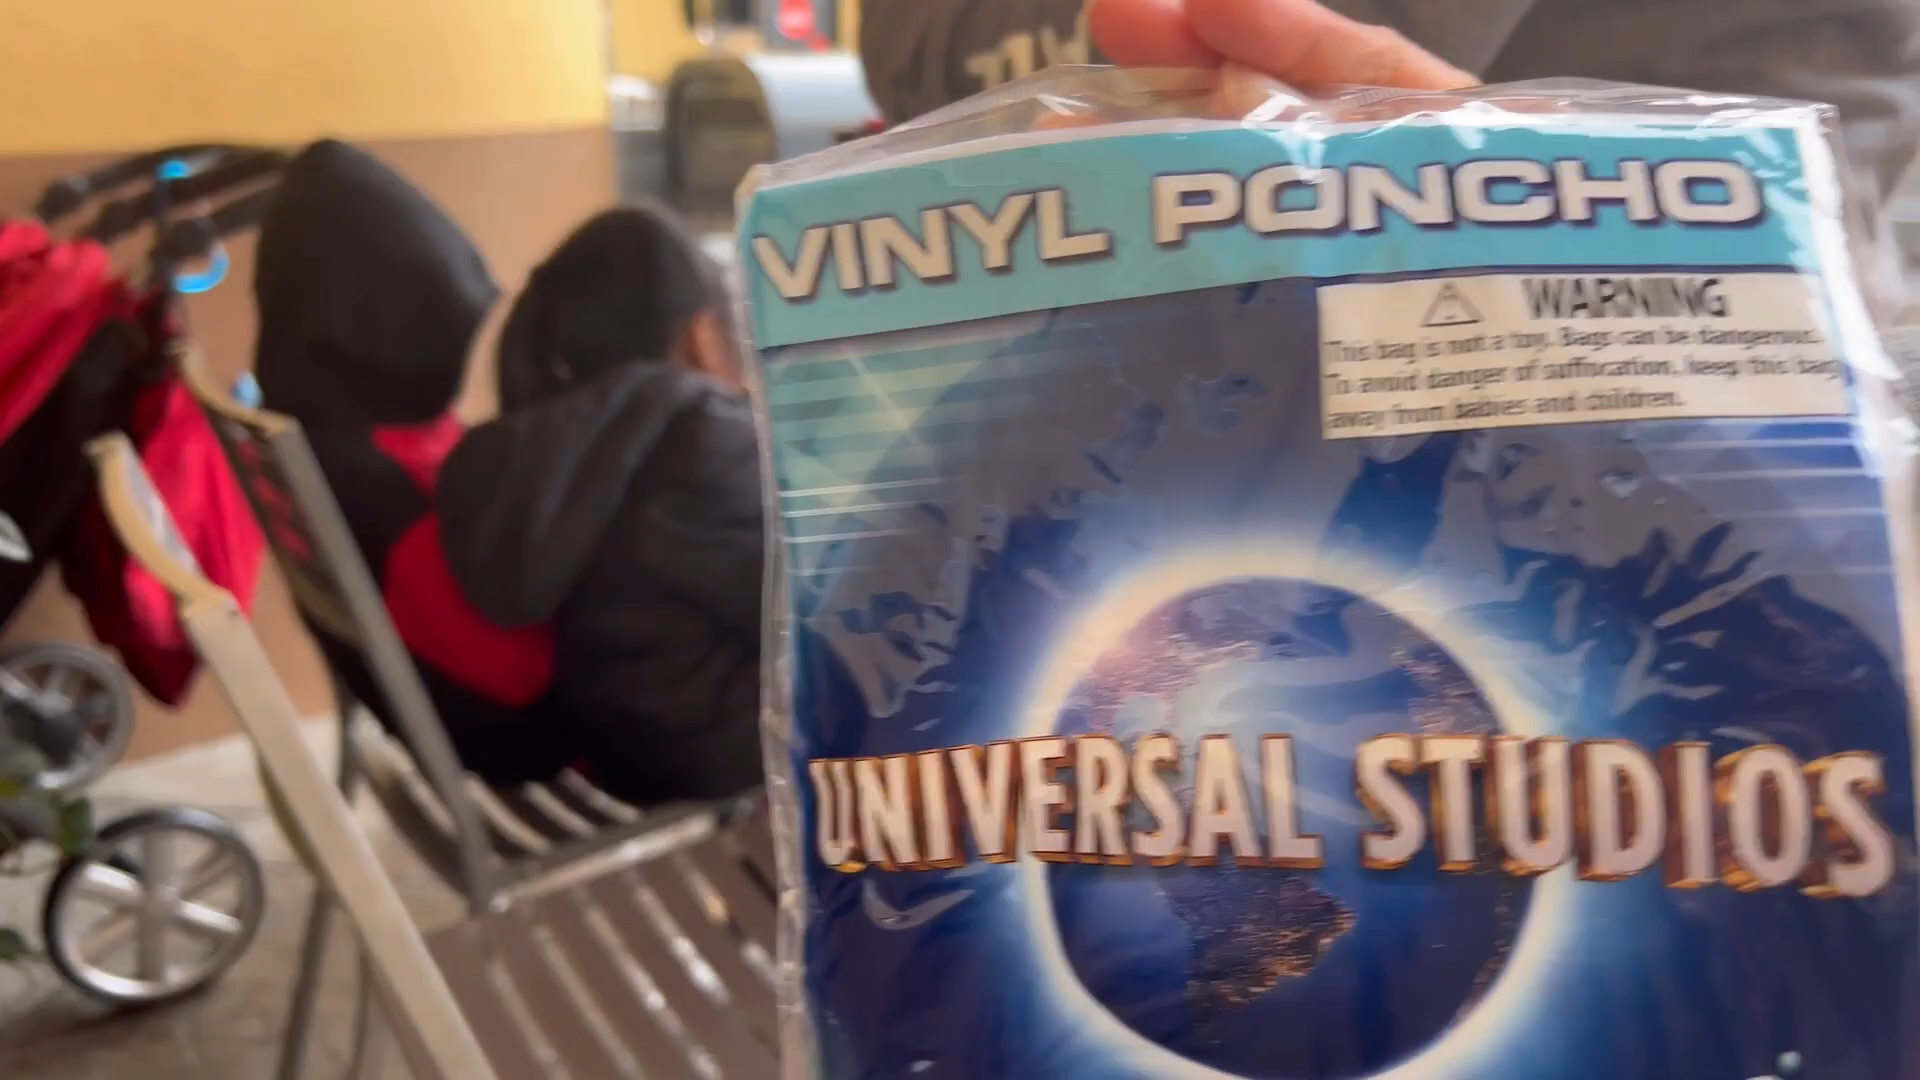 VINYL PONCHO
WARNING
This bag is not a toy. Bags can be dangerous.
To avoid danger of suffocation, keep this bag
away from babies and children.
UNIVERSAL STUDIOS